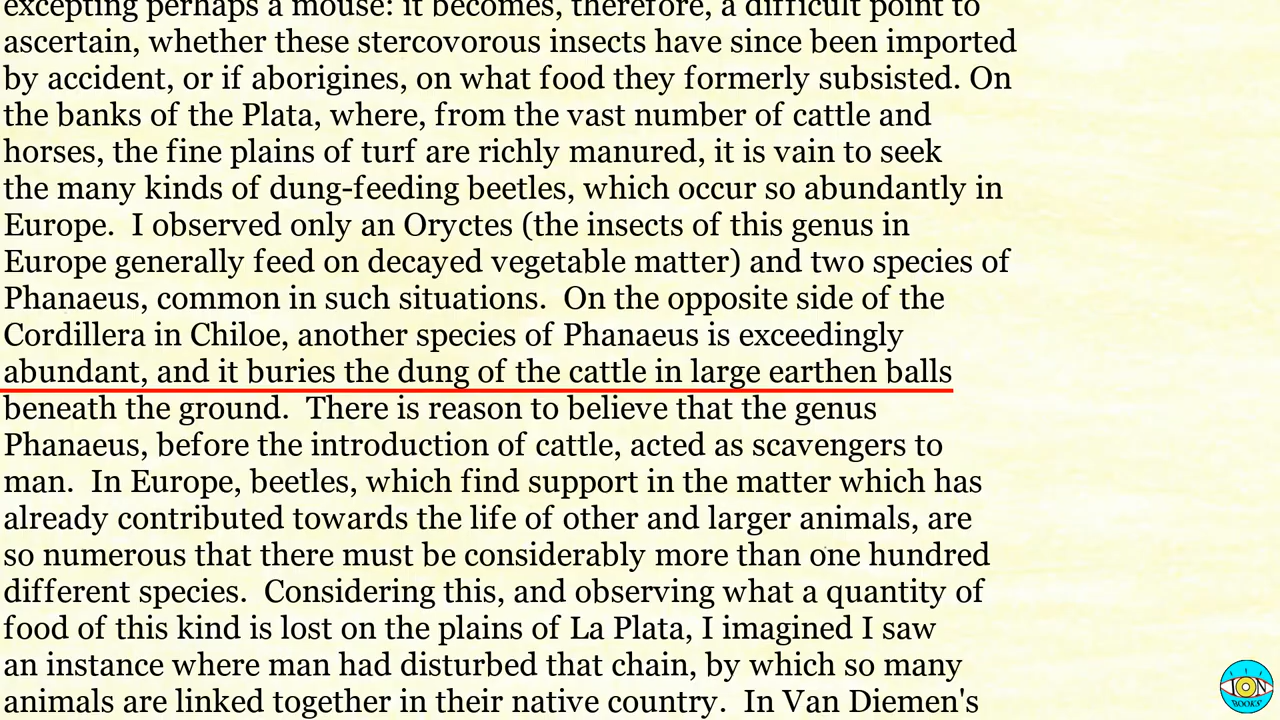 excepting perhaps a mouse: it becomes, therefore, a difficult point to
ascertain, whether these stercovorous insects have since been imported
by accident, or if aborigines, on what food they formerly subsisted. On
the banks of the Plata, where, from the vast number of cattle and
horses, the fine plains of turf are richly manured, it is vain to seek
the many kinds of dung-feeding beetles, which occur so abundantly in
Europe.  I observed only an Oryctes (the insects of this genus in
Europe generally feed on decayed vegetable matter) and two species of
Phanaeus, common in such situations.  On the opposite side of the
Cordillera in Chiloe, another species of Phanaeus is exceedingly
abundant, and it buries the dung of the cattle in large earthen balls
beneath the ground.  There is reason to believe that the genus
Phanaeus, before the introduction of cattle, acted as scavengers to
man.  In Europe, beetles, which find support in the matter which has
already contributed towards the life of other and larger animals, are
so numerous that there must be considerably more than one hundred
different species.  Considering this, and observing what a quantity of
food of this kind is lost on the plains of La Plata, I imagined I saw
an instance where man had disturbed that chain, by which so many
animals are linked together in their native country.  In Van Diemen's
ION
BOOKS